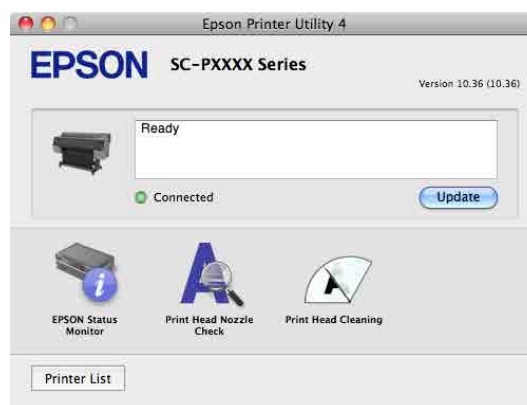 Epson Printer Utility 4
EPSON SC-PXXXX Series
Version 10.36 (10.36)
Ready
Connected
Update
EPSON Status
Monitor
Print Head Nozzle
Check
Print Head Cleaning
Printer List